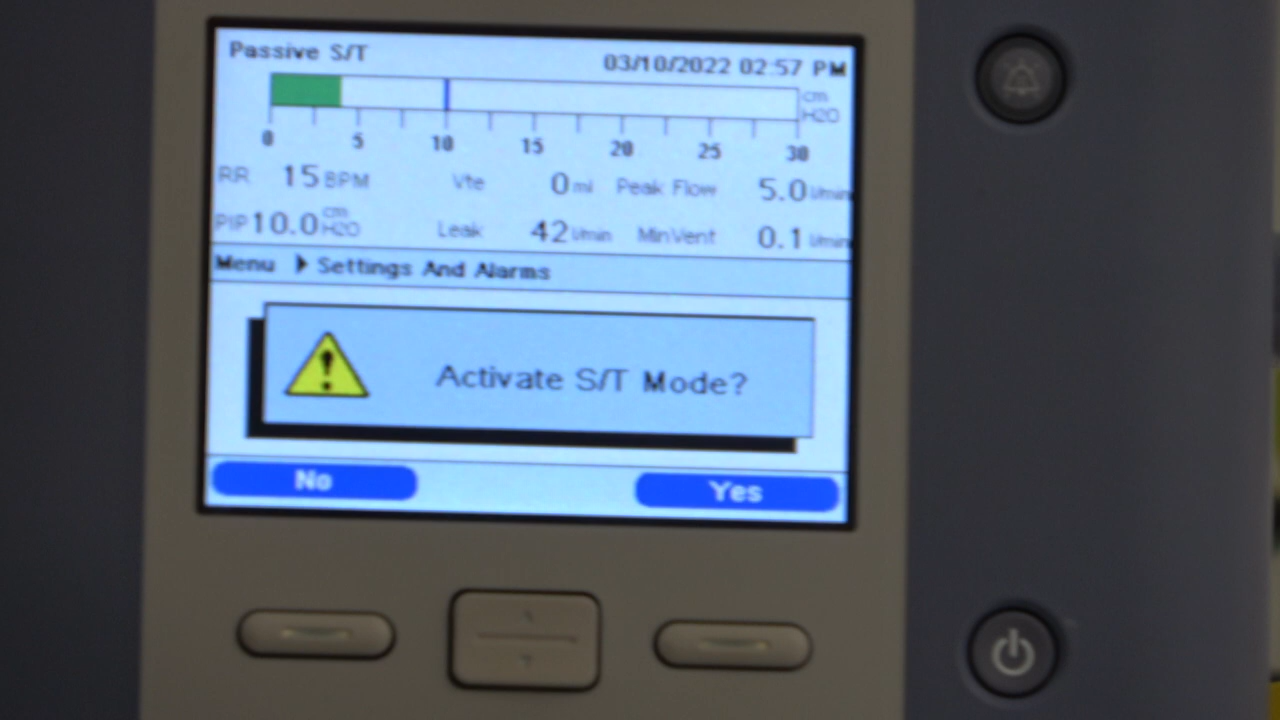 Passive S/T 03/10/2022 02:57 PM
cm
H2O
0 5 10 15 20 25 30
RR 15 BPM Vte 0 ml Peak Flow 5.0 l/min
PIP 10.0 cm H2O Leak 42 l/min MinVent 0.1 l/min
Menu Settings And Alarms
! Activate S/T Mode?
No Yes